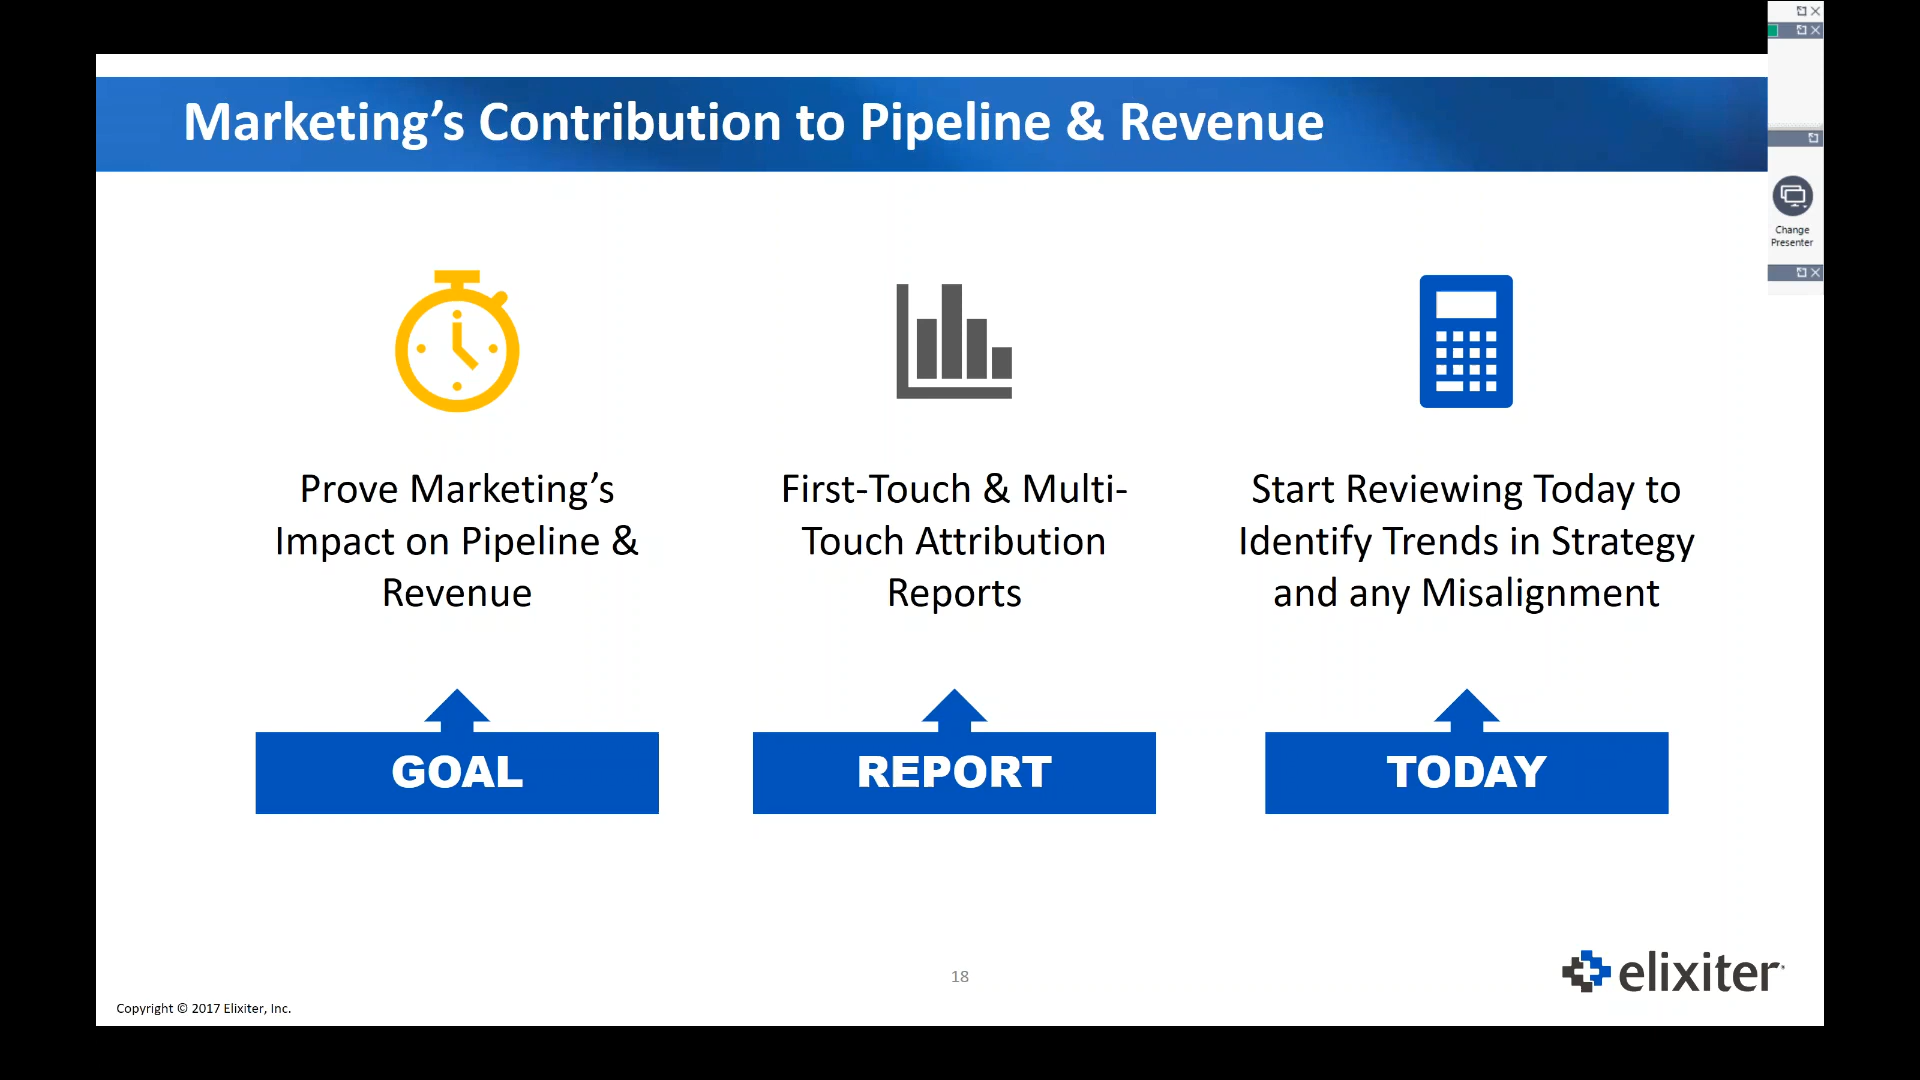 Marketing’s Contribution to Pipeline & Revenue
Change
Presenter
Prove Marketing’s
Impact on Pipeline &
Revenue
First-Touch & Multi-
Touch Attribution
Reports
Start Reviewing Today to
Identify Trends in Strategy
and any Misalignment
GOAL
REPORT
TODAY
elixiter
18
Copyright © 2017 Elixiter, Inc.